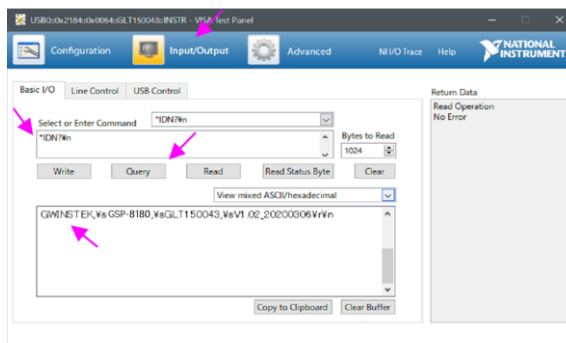 USB0::0x2184::0x0064::GLT150043::INSTR - VISA Test Panel
Configuration Input/Output Advanced NI I/O Trace Help NATIONAL INSTRUMENT
Basic I/O Line Control USB Control
Return Data
Read Operation
No Error
Select or Enter Command *IDN?¥n
*IDN?¥n
Bytes to Read
1024
Write Query Read Read Status Byte Clear
View mixed ASCII/hexadecimal
GWINSTEK,¥sGSP-8180,¥sGLT150043,¥sV1.02_20200306¥r¥n
Copy to Clipboard Clear Buffer